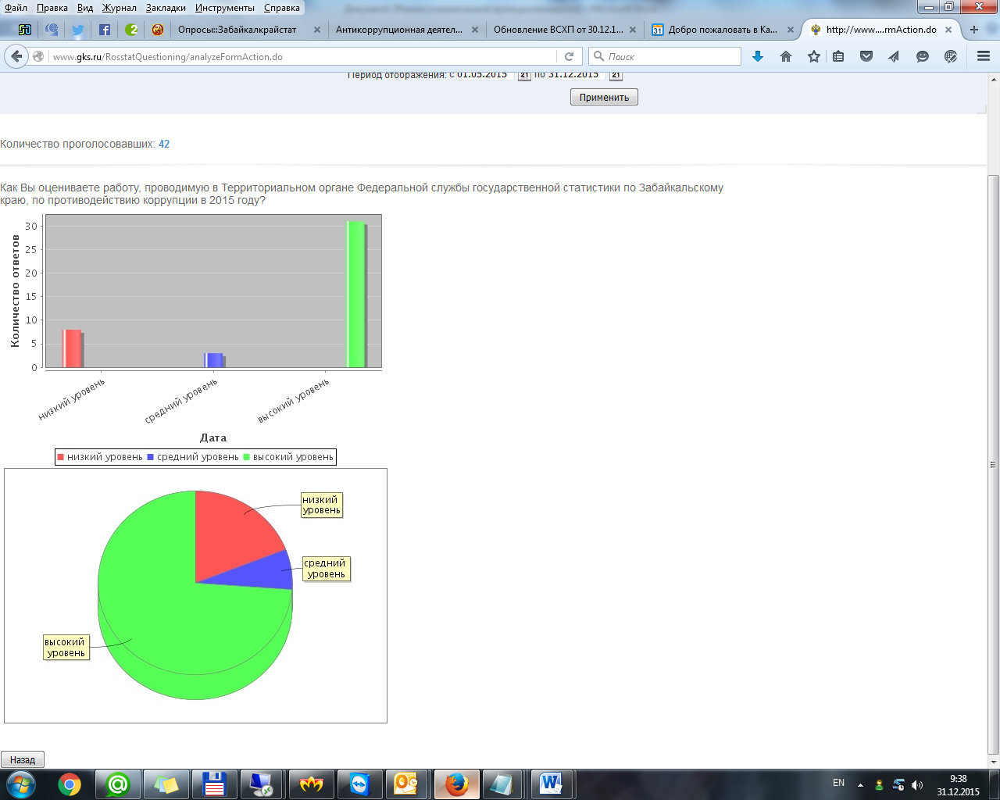 Файл Правка Вид Журнал Закладки Инструменты Справка
Опросы::Забайкалкрайстат
Антикоррупционная деятел...
Обновление ВСХП от 30.12.1...
31 Добро пожаловать в Ка...
http://www....rmAction.do
www.gks.ru/RosstatQuestioning/analyzeFormAction.do
Поиск
Период отображения: с 01.05.2015 21 по 31.12.2015 21
Применить
Количество проголосовавших: 42
Как Вы оцениваете работу, проводимую в Территориальном органе Федеральной службы государственной статистики по Забайкальскому
краю, по противодействию коррупции в 2015 году?
Количество ответов
30
25
20
15
10
5
0
низкий уровень
средний уровень
высокий уровень
Дата
низкий уровень средний уровень высокий уровень
низкий
уровень
средний
уровень
высокий
уровень
Назад
EN
9:38
31.12.2015